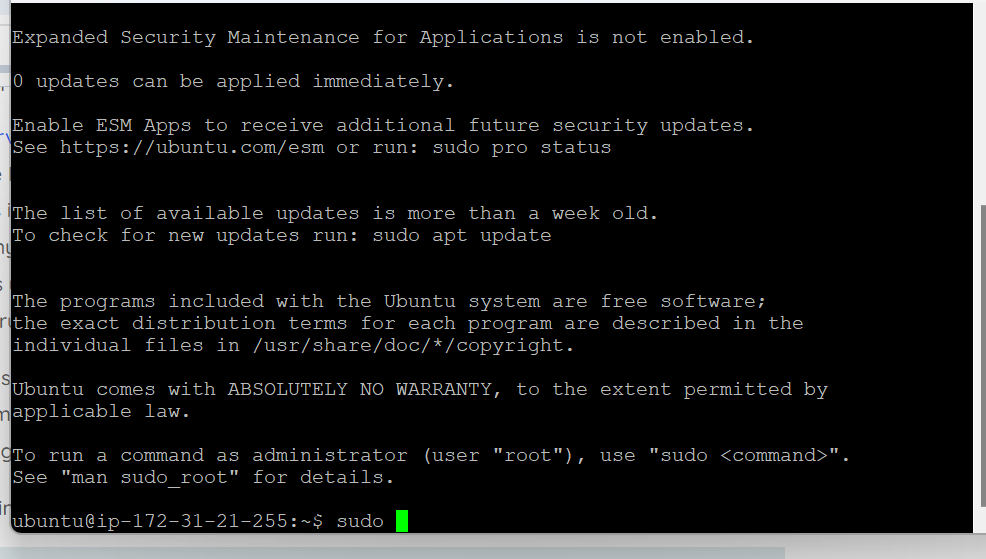 Expanded Security Maintenance for Applications is not enabled.
0 updates can be applied immediately.
Enable ESM Apps to receive additional future security updates.
See https://ubuntu.com/esm or run: sudo pro status
The list of available updates is more than a week old.
To check for new updates run: sudo apt update
The programs included with the Ubuntu system are free software;
the exact distribution terms for each program are described in the
individual files in /usr/share/doc/*/copyright.
Ubuntu comes with ABSOLUTELY NO WARRANTY, to the extent permitted by
applicable law.
To run a command as administrator (user "root"), use "sudo <command>".
See "man sudo_root" for details.
ubuntu@ip-172-31-21-255:~$ sudo